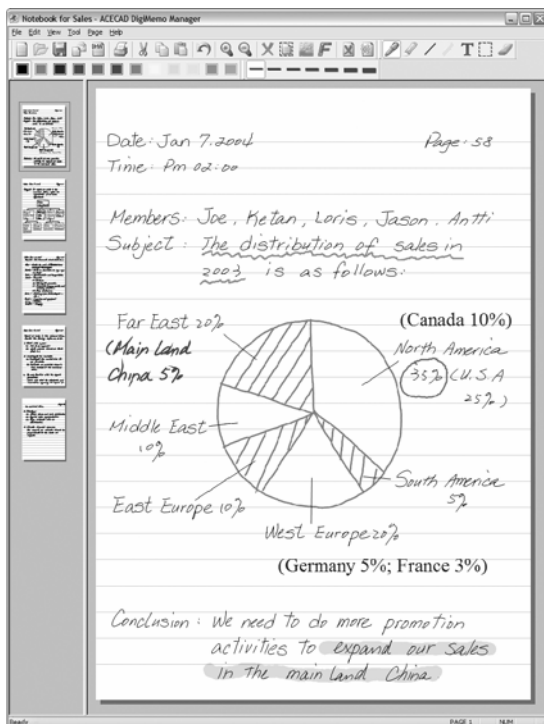 Notebook for Sales - ACECAD DigiMemo Manager
File Edit View Tool Page Help
Date: Jan 7. 2004 Page: 58
Time: Pm 02:00
Members: Joe, Ketan, Loris, Jason, Antti
Subject: The distribution of sales in
2003 is as follows:
Far East 20%
(Main Land
China 5%
(Canada 10%)
North America
35% (U.S.A
25%)
Middle East
10%
East Europe 10%
South America
5%
West Europe 20%
(Germany 5%; France 3%)
Conclusion: We need to do more promotion
activities to expand our sales
in the main Land China
Ready PAGE 1 NUM